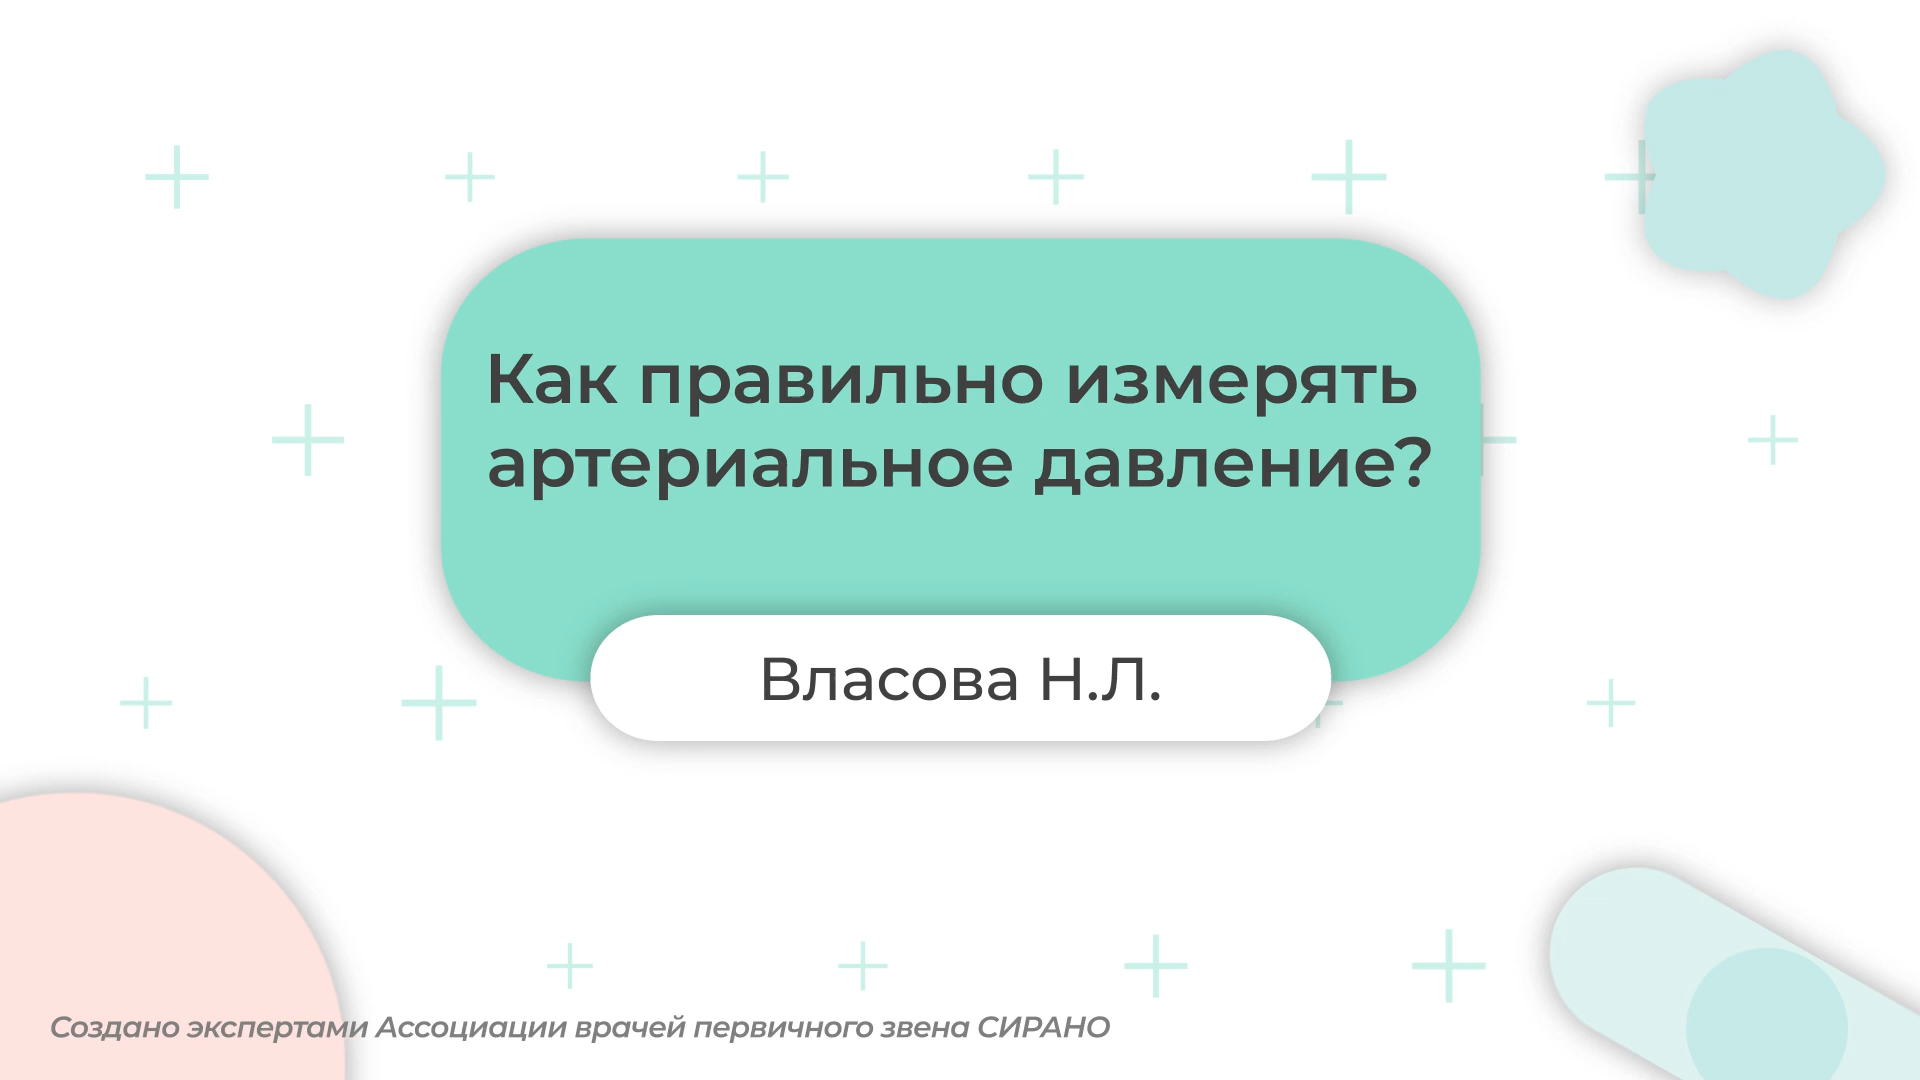 Как правильно измерять
артериальное давление?
Власова Н.Л.
Создано экспертами Ассоциации врачей первичного звена СИРАНО